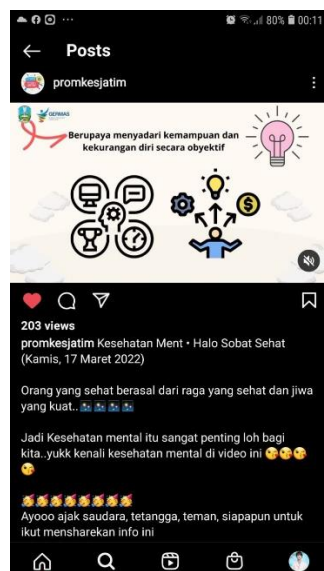 80% 00:11
Posts
promkesjatim
GERMAS
Berupaya menyadari kemampuan dan
kekurangan diri secara obyektif
203 views
promkesjatim Kesehatan Ment • Halo Sobat Sehat
(Kamis, 17 Maret 2022)
Orang yang sehat berasal dari raga yang sehat dan jiwa
yang kuat..
Jadi Kesehatan mental itu sangat penting loh bagi
kita..yukk kenali kesehatan mental di video ini
Ayooo ajak saudara, tetangga, teman, siapapun untuk
ikut mensharekan info ini